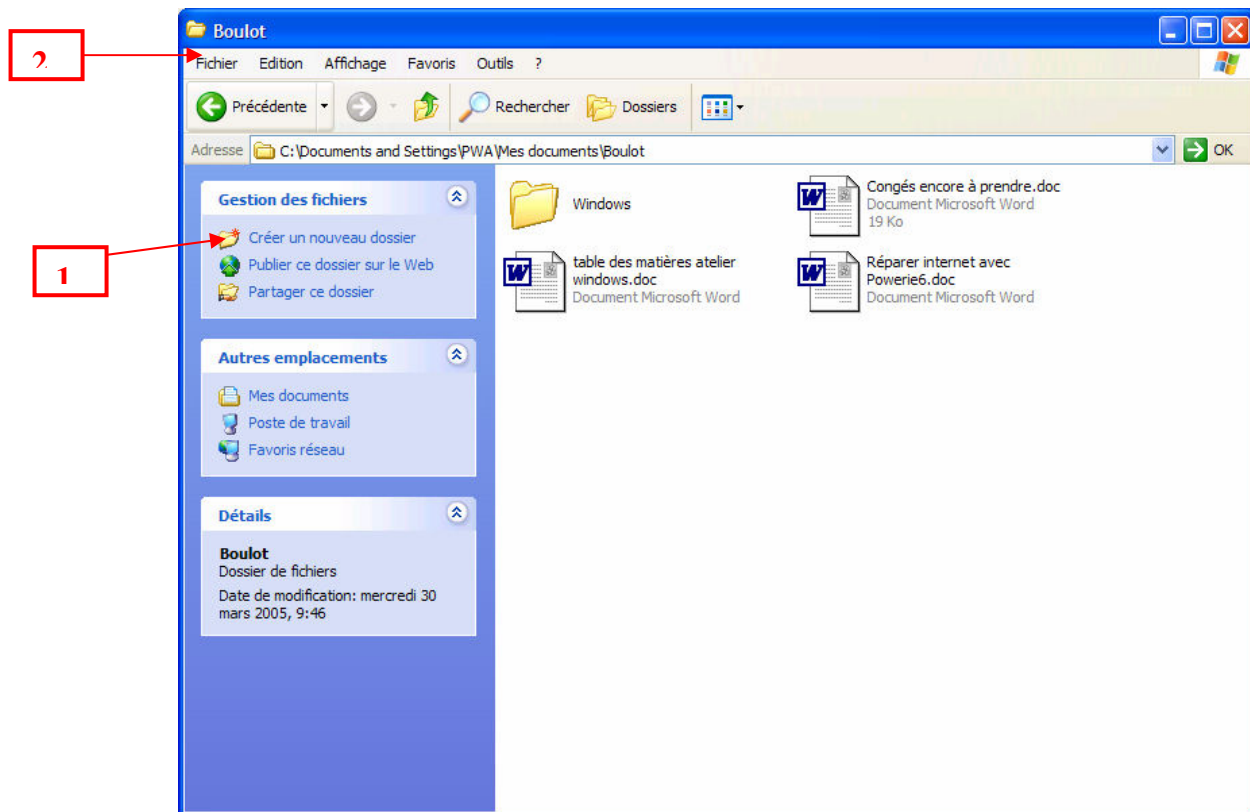 Boulot
2
Fichier Edition Affichage Favoris Outils ?
Précédente Rechercher Dossiers
Adresse C:\Documents and Settings\PWA\Mes documents\Boulot OK
Gestion des fichiers
Créer un nouveau dossier
Publier ce dossier sur le Web
Partager ce dossier
1
Autres emplacements
Mes documents
Poste de travail
Favoris réseau
Détails
Boulot
Dossier de fichiers
Date de modification: mercredi 30
mars 2005, 9:46
Windows
Congés encore à prendre.doc
Document Microsoft Word
19 Ko
table des matières atelier
windows.doc
Document Microsoft Word
Réparer internet avec
Powerie6.doc
Document Microsoft Word